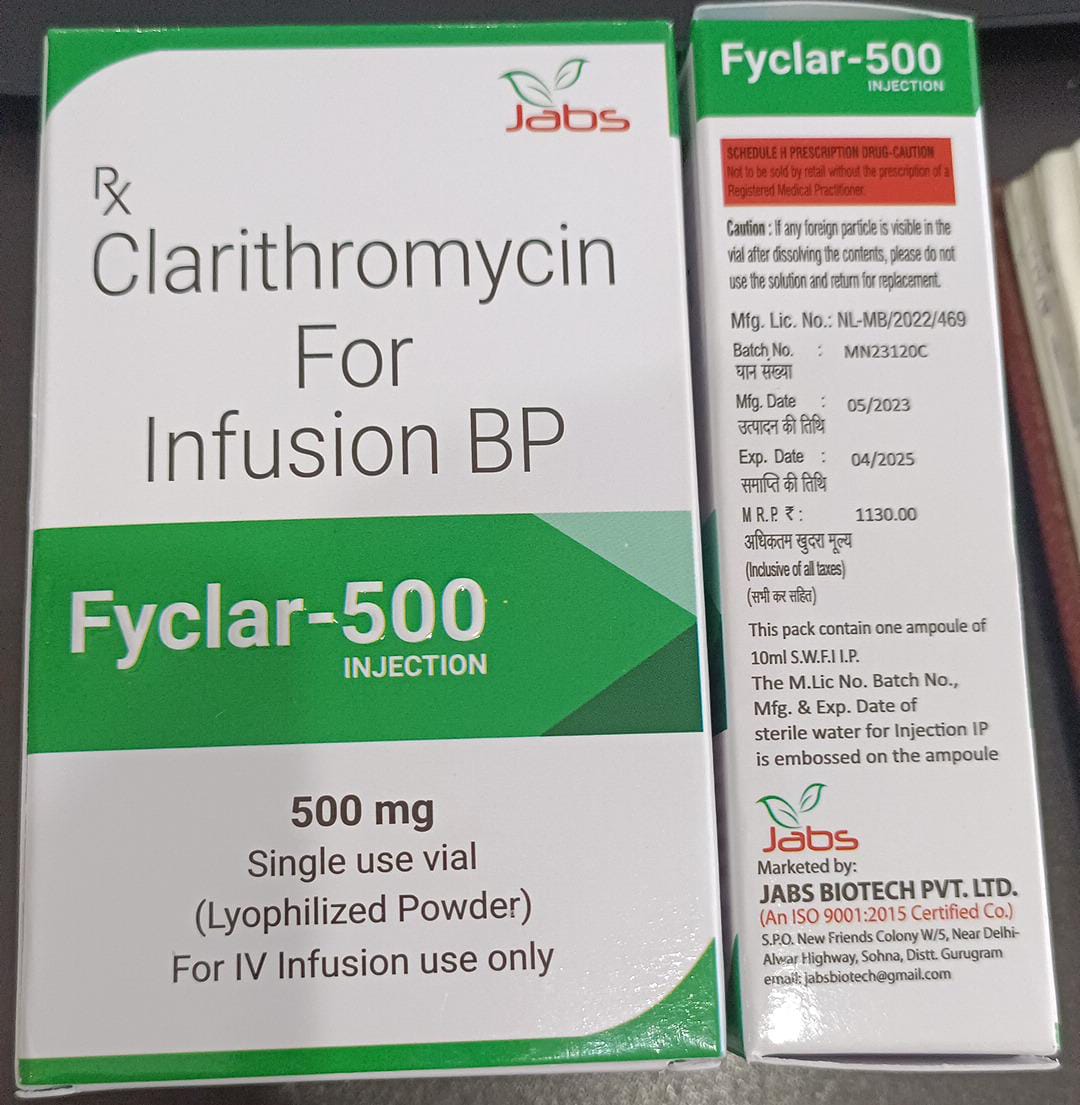 Jabs
Rx
Clarithromycin
For
Infusion BP
Fyclar-500
INJECTION
500 mg
Single use vial
(Lyophilized Powder)
For IV Infusion use only
Fyclar-500
INJECTION
SCHEDULE H PRESCRIPTION DRUG-CAUTION
Not to be sold by retail without the prescription of a
Registered Medical Practitioner.
Caution : If any foreign particle is visible in the
vial after dissolving the contents, please do not
use the solution and return for replacement.
Mfg. Lic. No.: NL-MB/2022/469
Batch No. : MN23120C
घान संख्या
Mfg. Date : 05/2023
उत्पादन की तिथि
Exp. Date : 04/2025
समाप्ति की तिथि
M R.P. ₹ : 1130.00
अधिकतम खुदरा मूल्य
(Inclusive of all taxes)
(सभी कर सहित)
This pack contain one ampoule of
10ml S.W.F.I I.P.
The M.Lic No. Batch No.,
Mfg. & Exp. Date of
sterile water for Injection IP
is embossed on the ampoule
Jabs
Marketed by:
JABS BIOTECH PVT. LTD.
(An ISO 9001:2015 Certified Co.)
S.P.O. New Friends Colony W/5, Near Delhi-
Alwar Highway, Sohna, Distt. Gurugram
email: jabsbiotech@gmail.com